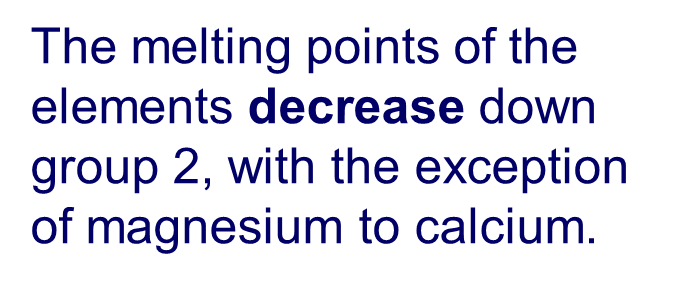 The melting points of the
elements decrease down
group 2, with the exception
of magnesium to calcium.